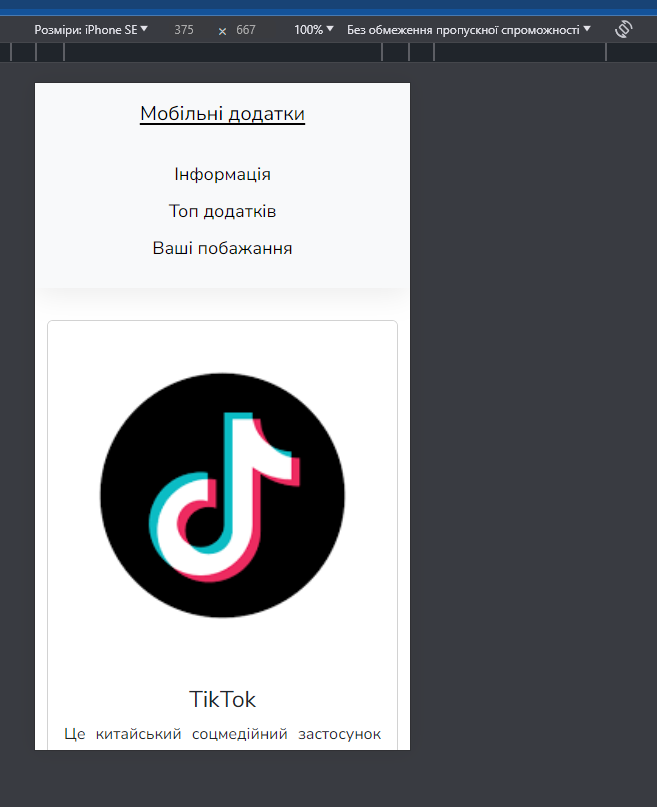 Розміри: iPhone SE 375 × 667 100% Без обмеження пропускної спроможності
Мобільні додатки
Інформація
Топ додатків
Ваші побажання
TikTok
Це китайський соцмедійний застосунок